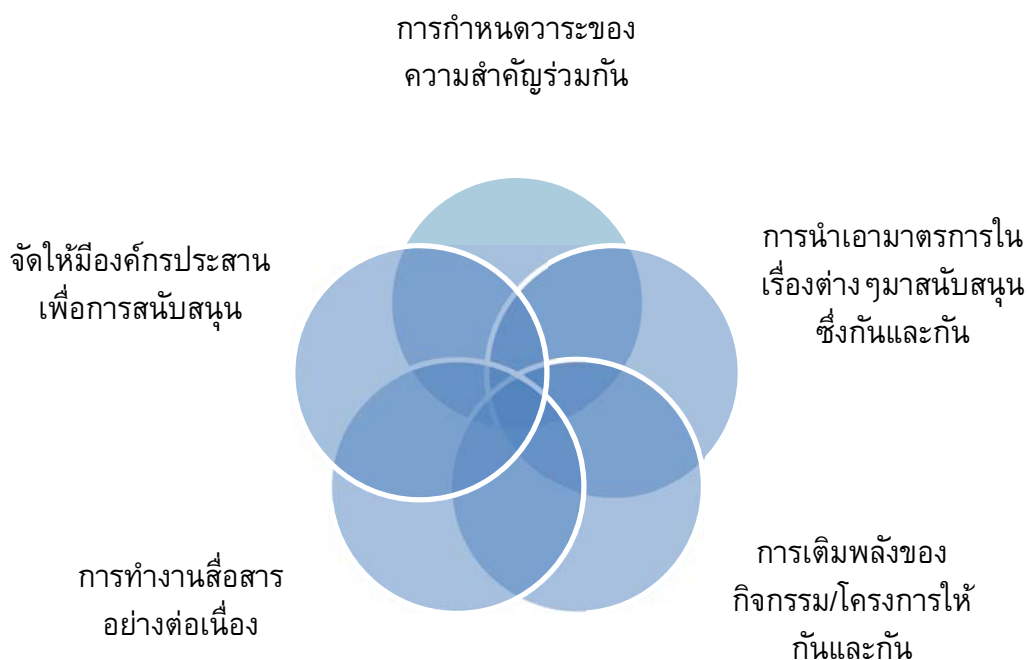 การกำหนดวาระของ
ความสำคัญร่วมกัน
การนำเอามาตรการใน
เรื่องต่าง ๆมาสนับสนุน
ซึ่งกันและกัน
การเติมพลังของ
กิจกรรม/โครงการให้
กันและกัน
การทำงานสื่อสาร
อย่างต่อเนื่อง
จัดให้มีองค์กรประสาน
เพื่อการสนับสนุน